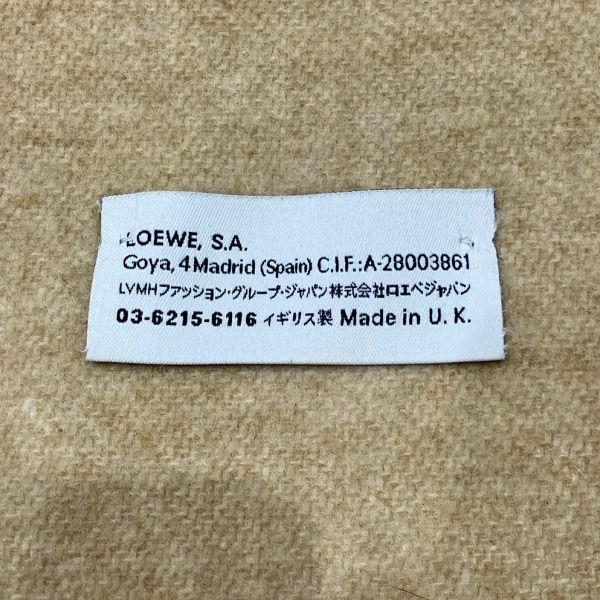 LOEWE, S.A.
Goya, 4 Madrid (Spain) C.I.F.:A-28003861
LVMHファッション・グループ・ジャパン株式会社ロエベジャパン
03-6215-6116 イギリス製 Made in U. K.